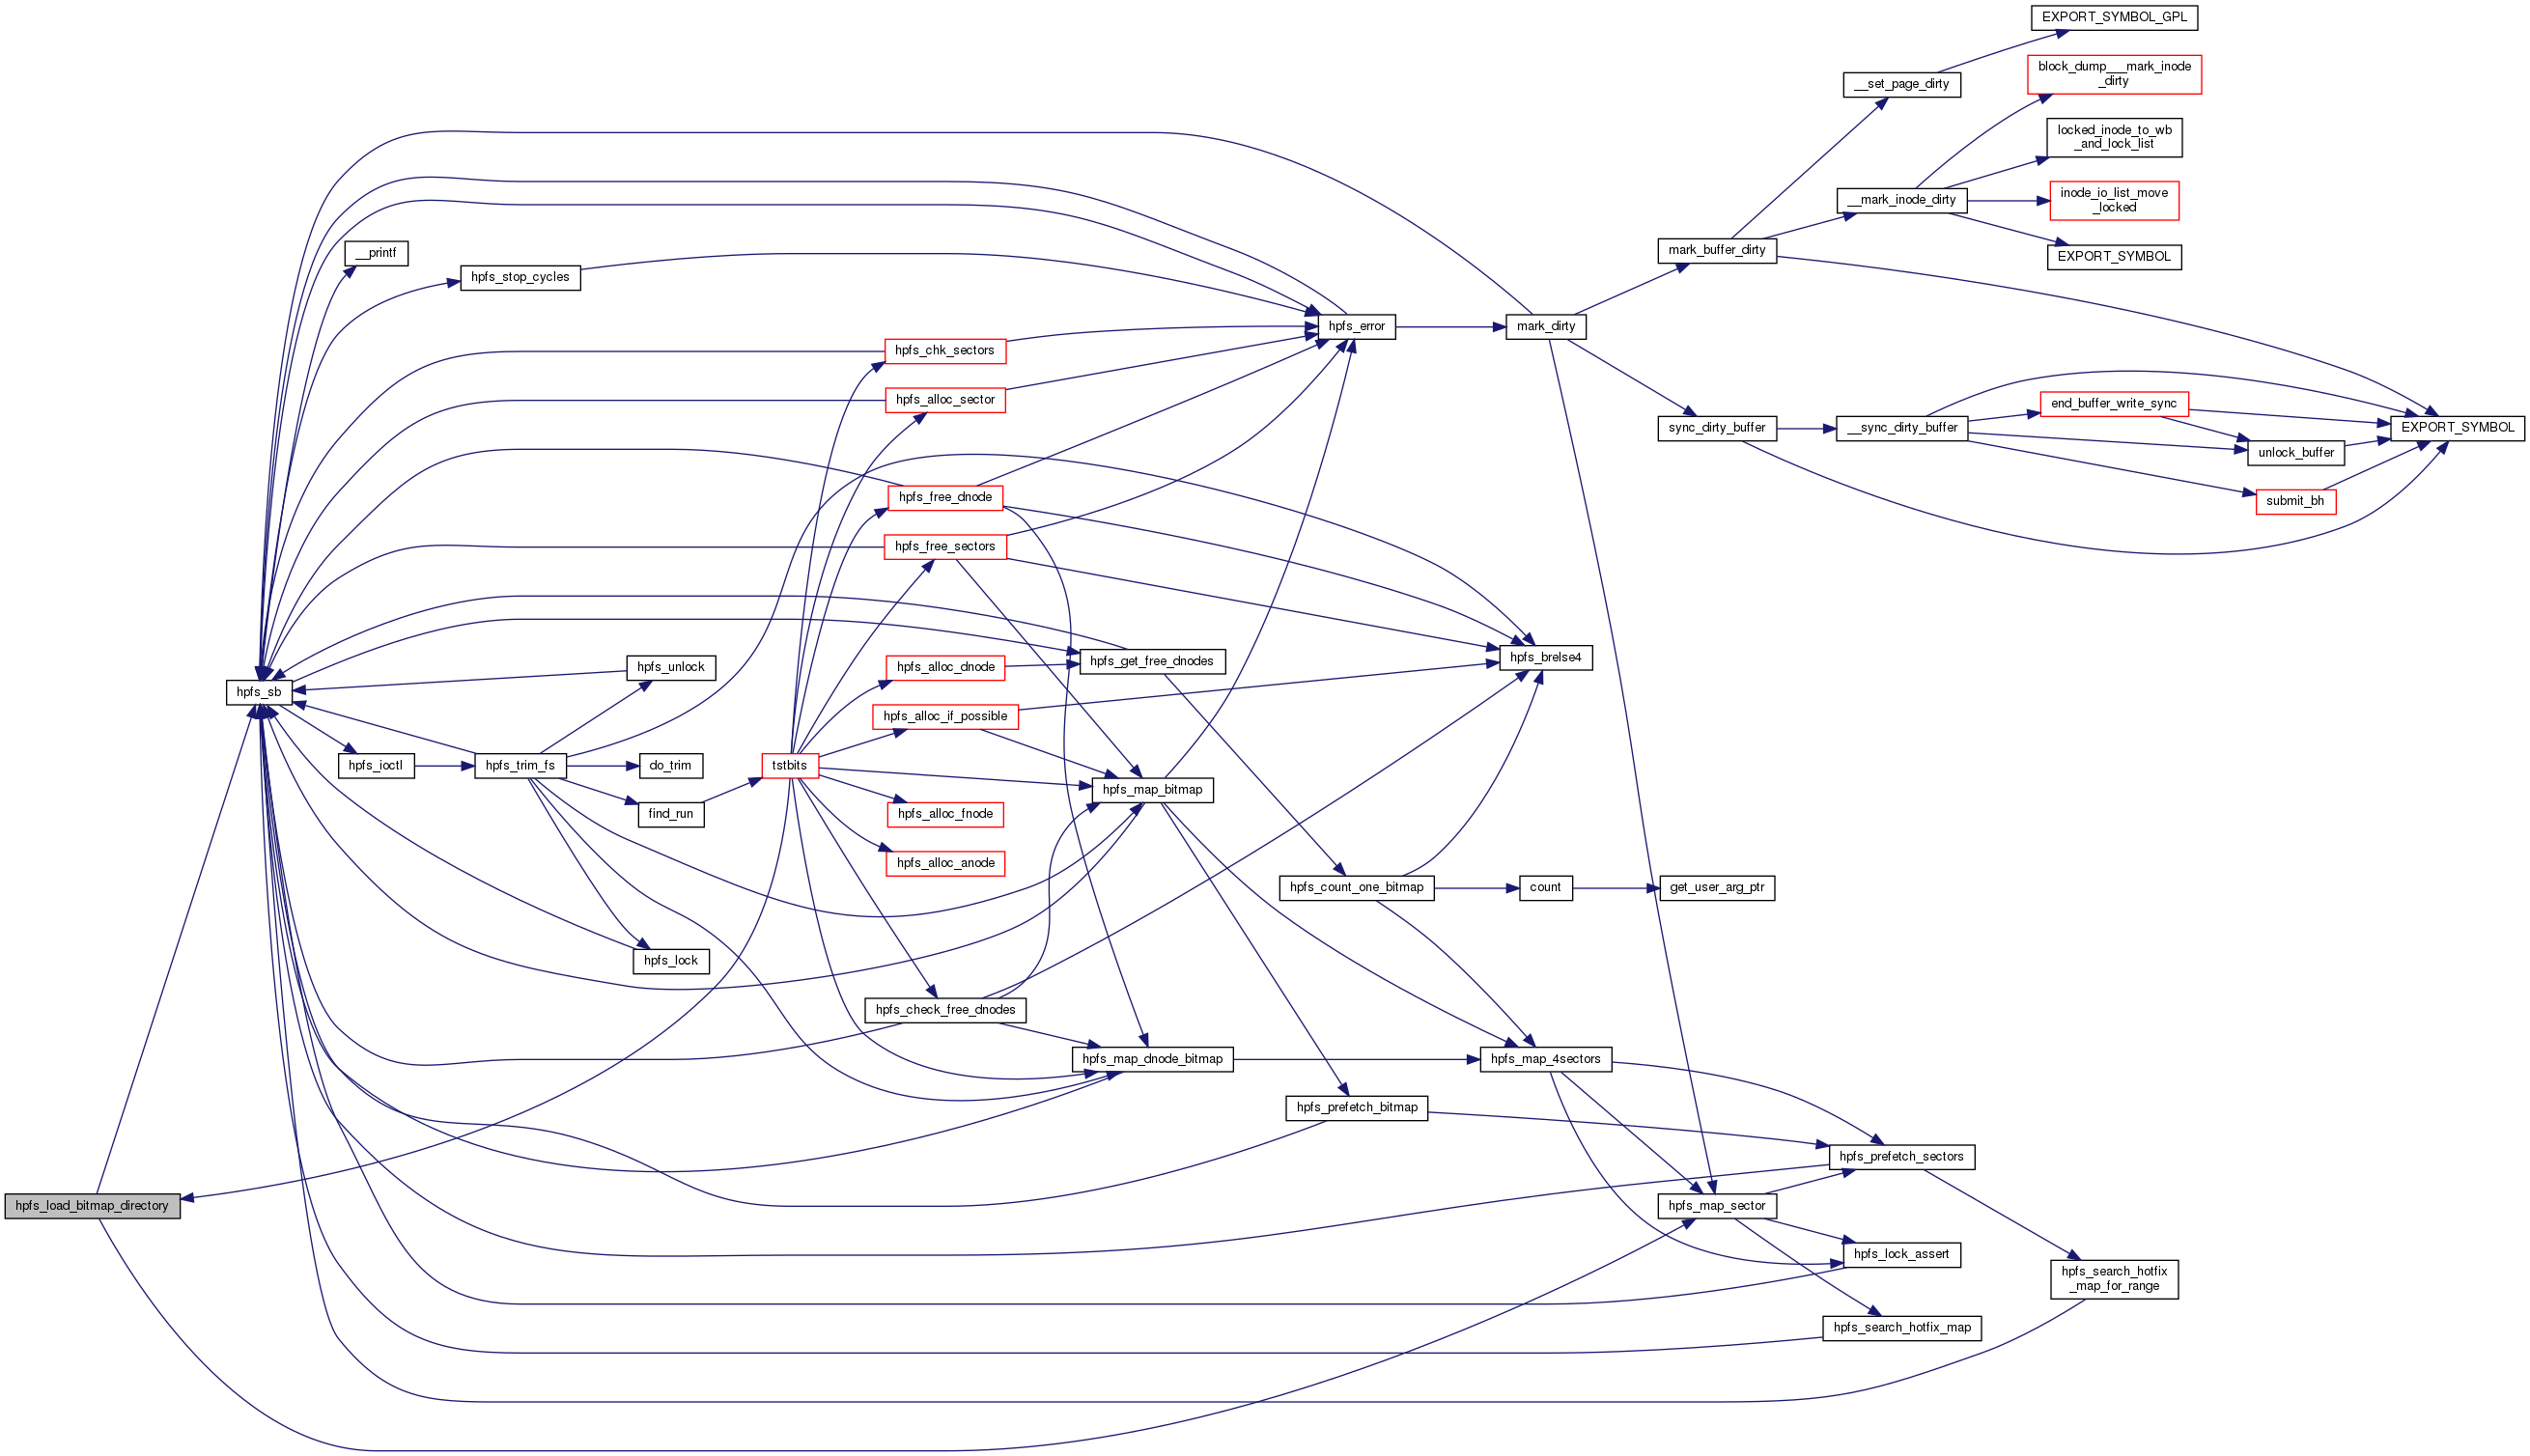 EXPORT_SYMBOL_GPL
block_dump___mark_inode
_dirty
__set_page_dirty
locked_inode_to_wb
_and_lock_list
__mark_inode_dirty
inode_io_list_move
_locked
mark_buffer_dirty
EXPORT_SYMBOL
__printf
hpfs_stop_cycles
hpfs_error
mark_dirty
hpfs_chk_sectors
hpfs_alloc_sector
end_buffer_write_sync
sync_dirty_buffer
__sync_dirty_buffer
EXPORT_SYMBOL
unlock_buffer
hpfs_free_dnode
submit_bh
hpfs_free_sectors
hpfs_unlock
hpfs_alloc_dnode
hpfs_get_free_dnodes
hpfs_brelse4
hpfs_sb
hpfs_alloc_if_possible
hpfs_ioctl
hpfs_trim_fs
do_trim
tstbits
hpfs_map_bitmap
find_run
hpfs_alloc_fnode
hpfs_alloc_anode
hpfs_count_one_bitmap
count
get_user_arg_ptr
hpfs_lock
hpfs_check_free_dnodes
hpfs_map_dnode_bitmap
hpfs_map_4sectors
hpfs_prefetch_bitmap
hpfs_prefetch_sectors
hpfs_load_bitmap_directory
hpfs_map_sector
hpfs_lock_assert
hpfs_search_hotfix
_map_for_range
hpfs_search_hotfix_map